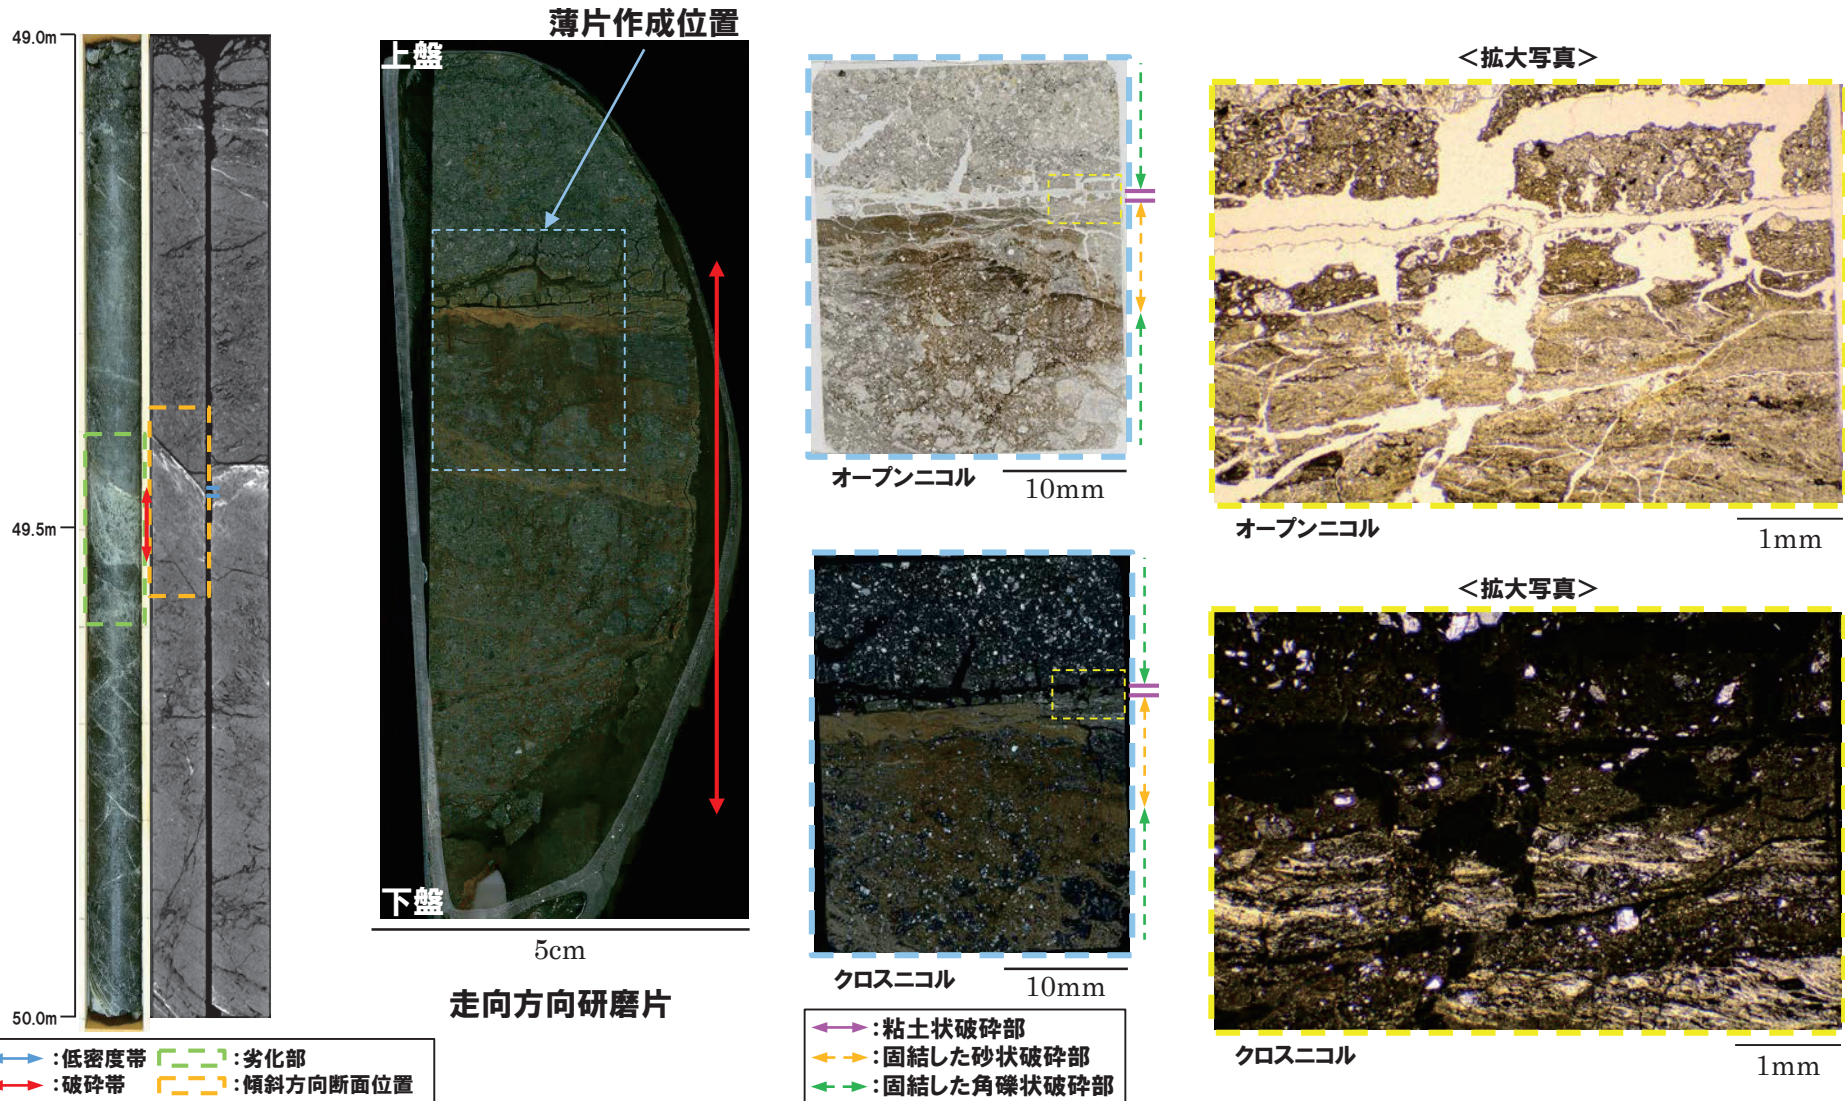 薄片作成位置
49.0m
上盤
<拡大写真>
オープンニコル
10mm
オープンニコル
1mm
49.5m
<拡大写真>
下盤
5cm
クロスニコル
10mm
走向方向研磨片
50.0m
クロスニコル
1mm
:低密度帯
:劣化部
:破砕帯
:傾斜方向断面位置
:粘土状破砕部
:固結した砂状破砕部
:固結した角礫状破砕部